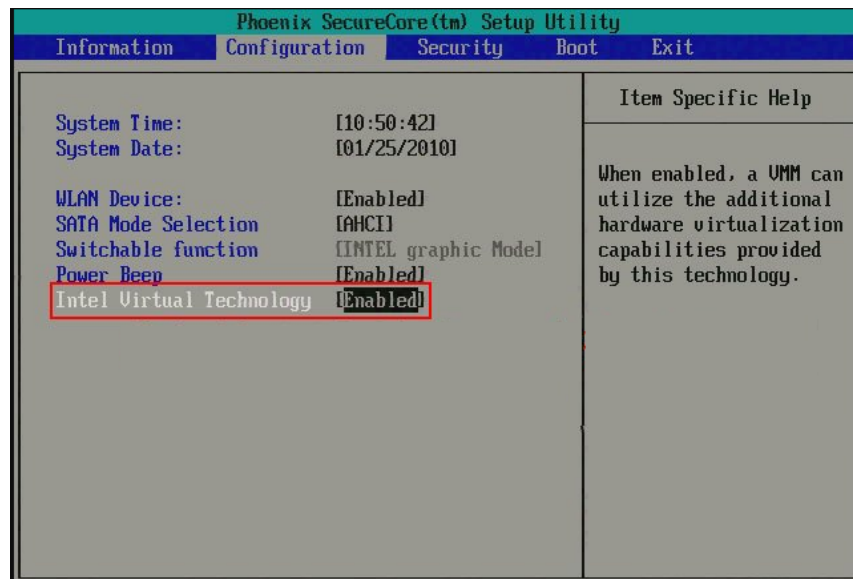 Phoenix SecureCore(tm) Setup Utility
Information Configuration Security Boot Exit
System Time: [10:50:42]
System Date: [01/25/2010]
WLAN Device: [Enabled]
SATA Mode Selection [AHCI]
Switchable function [INTEL graphic Mode]
Power Beep [Enabled]
Intel Virtual Technology [Enabled]
Item Specific Help
When enabled, a VMM can
utilize the additional
hardware virtualization
capabilities provided
by this technology.